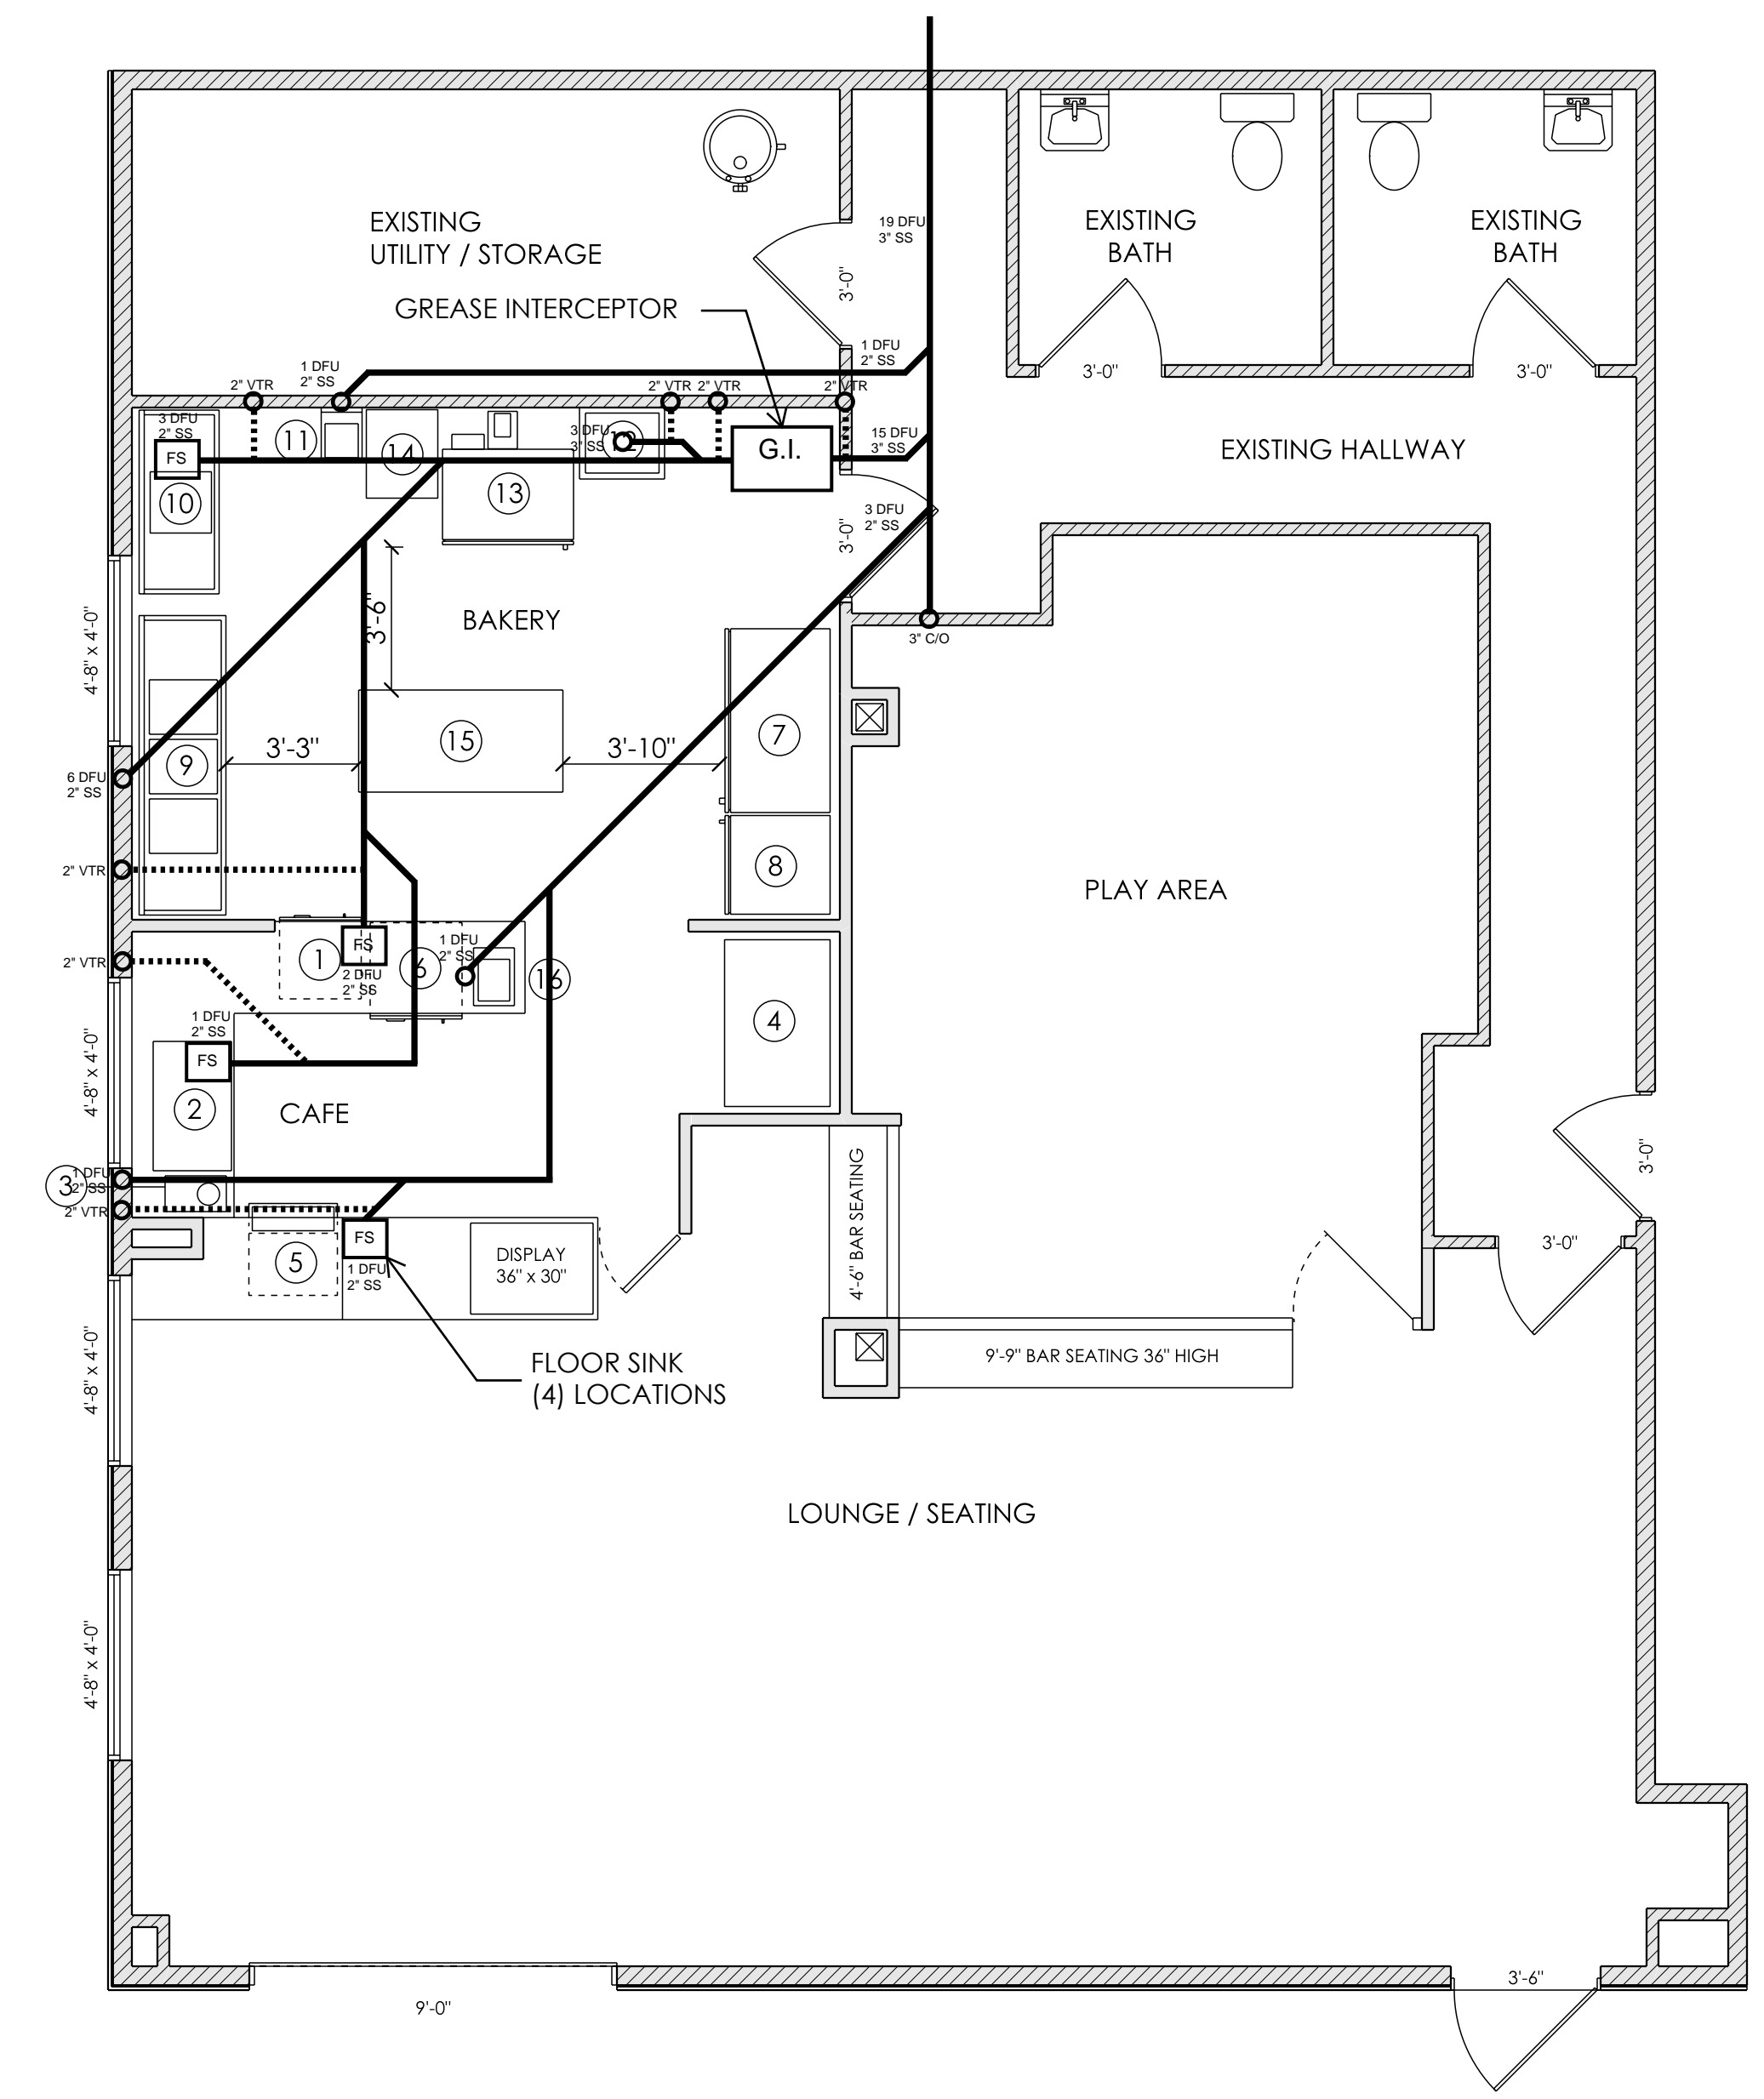 EXISTING
UTILITY / STORAGE
GREASE INTERCEPTOR
19 DFU
3" SS
3'-0"
EXISTING
BATH
EXISTING
BATH
3'-0"
3'-0"
1 DFU
2" SS
1 DFU
2" SS
2" VTR
2" VTR
2" VTR
2" VTR
3 DFU
2" SS
FS
10
11
14
13
3 DFU
3" SS
12
G.I.
15 DFU
3" SS
EXISTING HALLWAY
3 DFU
2" SS
3'-0"
3" C/O
4'-8" x 4'-0"
3'-6"
BAKERY
9
3'-3"
15
3'-10"
7
6 DFU
2" SS
2" VTR
8
PLAY AREA
2" VTR
1
FS
2 DFU
2" SS
6
1 DFU
2" SS
16
4
1 DFU
2" SS
FS
2
CAFE
4'-8" x 4'-0"
3
1 DFU
2" SS
2" VTR
5
FS
1 DFU
2" SS
DISPLAY
36" x 30"
4'-6" BAR SEATING
3'-0"
3'-0"
9'-9" BAR SEATING 36" HIGH
FLOOR SINK
(4) LOCATIONS
4'-8" x 4'-0"
LOUNGE / SEATING
4'-8" x 4'-0"
9'-0"
3'-6"